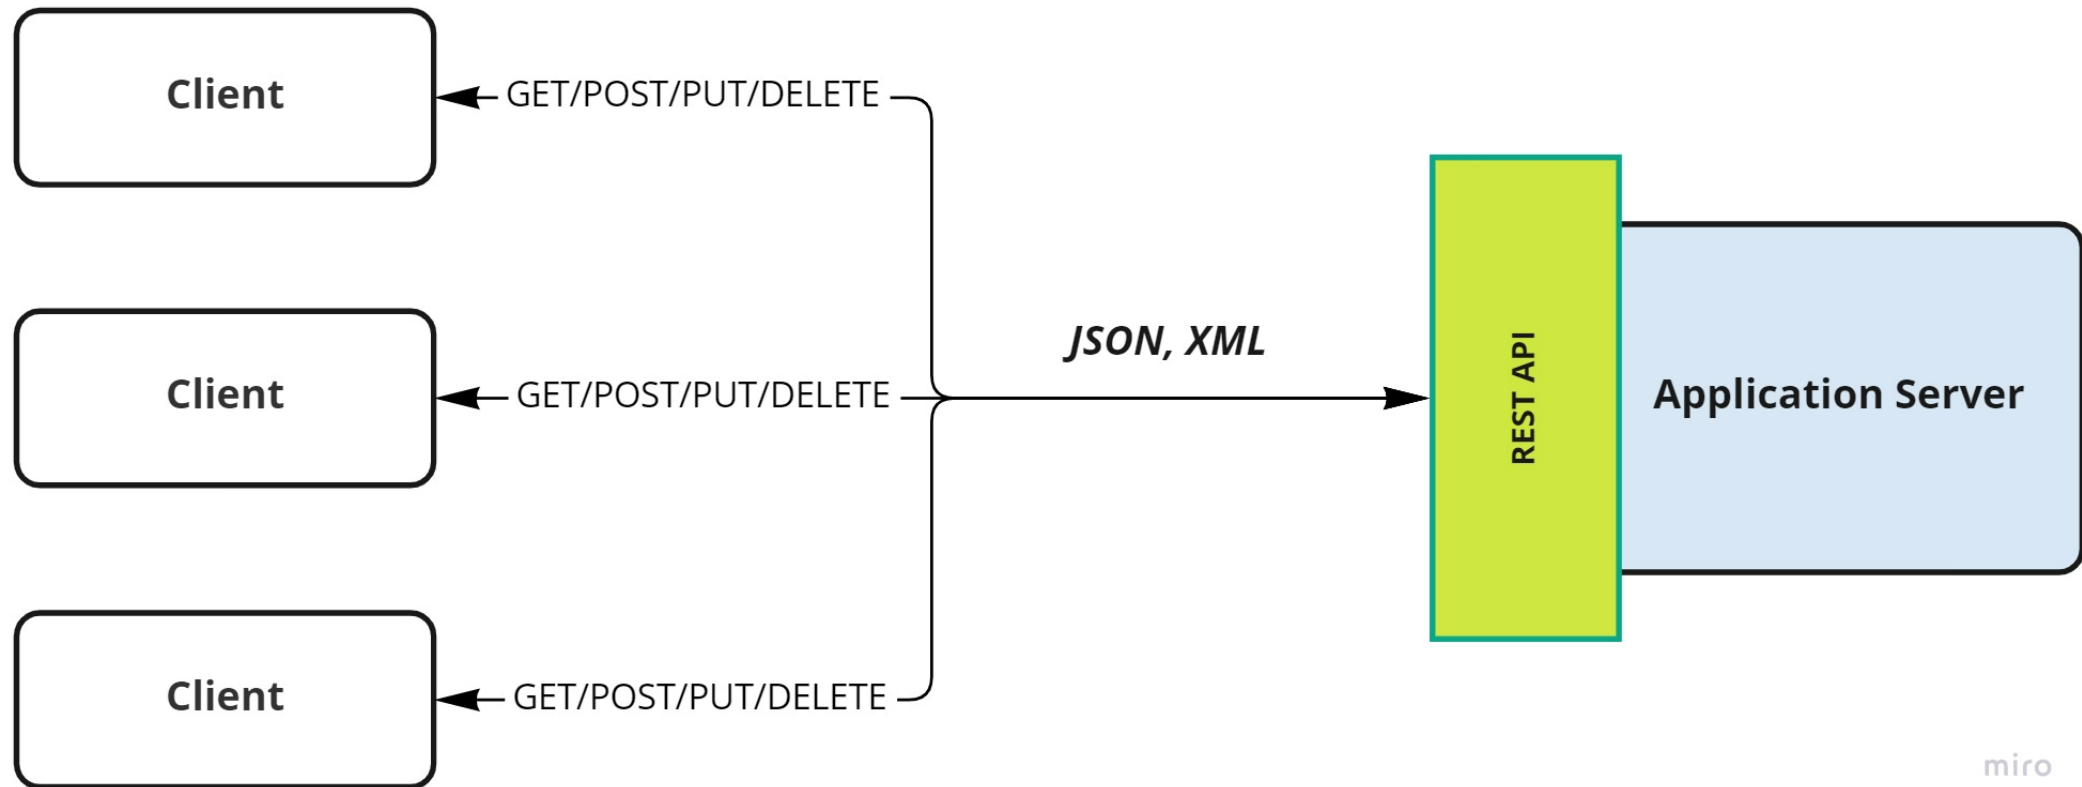 Client
GET/POST/PUT/DELETE
Client
GET/POST/PUT/DELETE
JSON, XML
REST API
Application Server
Client
GET/POST/PUT/DELETE
miro